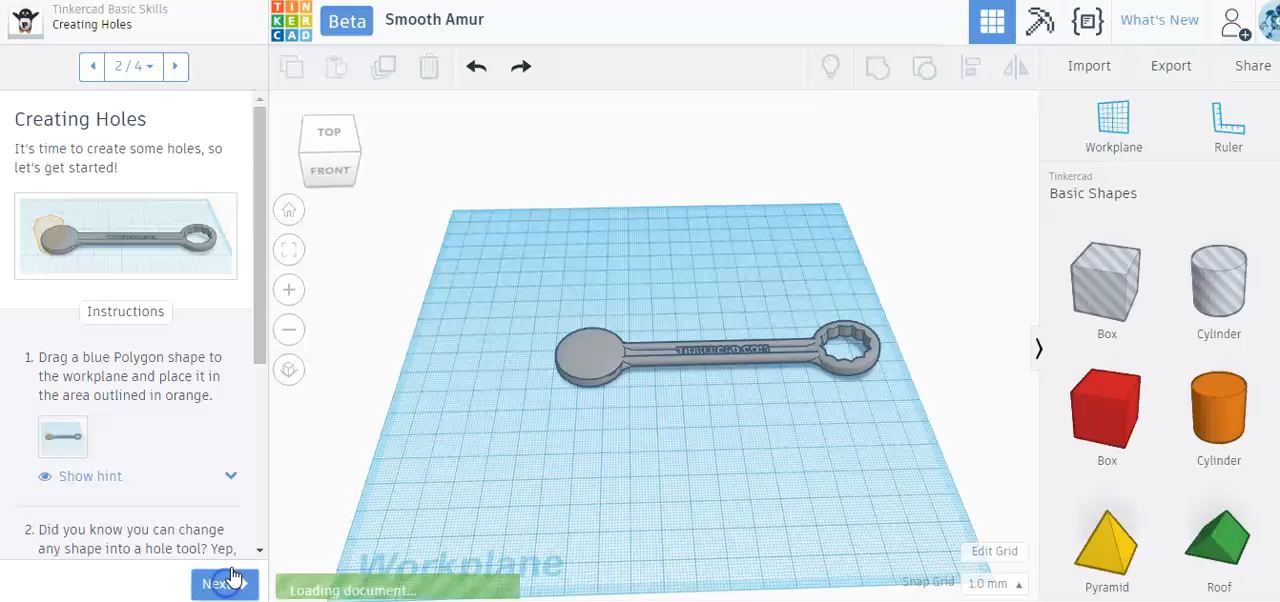 Tinkercad Basic Skills
Creating Holes
TINKERCAD
Beta
Smooth Amur
What's New
2 / 4
Import
Export
Share
Creating Holes
It's time to create some holes, so
let's get started!
Instructions
1. Drag a blue Polygon shape to
the workplane and place it in
the area outlined in orange.
Show hint
2. Did you know you can change
any shape into a hole tool? Yep,
TOP
FRONT
TINKERCAD.COM
Workplane
Loading document...
Edit Grid
Snap Grid
1.0 mm
Workplane
Ruler
Tinkercad
Basic Shapes
Box
Cylinder
Box
Cylinder
Pyramid
Roof